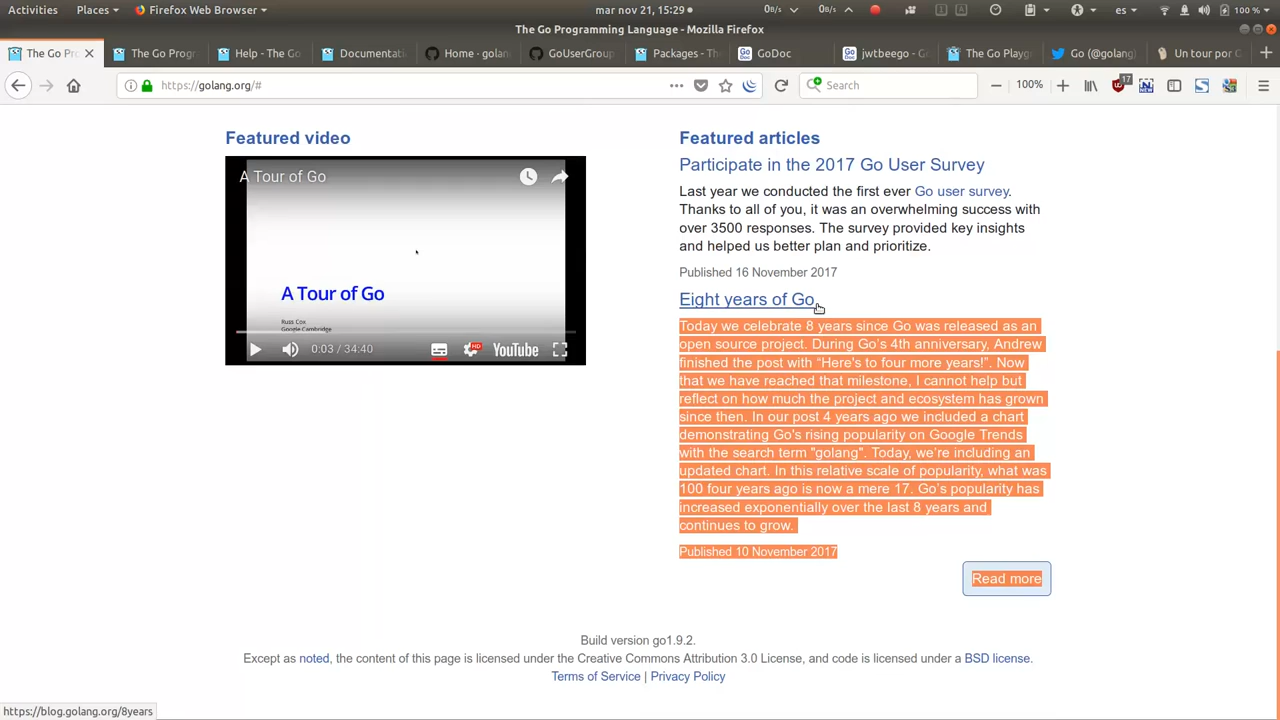 Activities Places Firefox Web Browser mar nov 21, 15:29 0B/s 0B/s es 100 %
The Go Programming Language - Mozilla Firefox
The Go Pro The Go Progr Help - The Go Documentati Home · golan GoUserGroup Packages - The GoDoc jwtbeego - Go The Go Playg Go (@golang) Un tour por G
https://golang.org/# Search 100% 17
Featured video
A Tour of Go
A Tour of Go
Russ Cox
Google Cambridge
0:03 / 34:40 HD YouTube
Featured articles
Participate in the 2017 Go User Survey
Last year we conducted the first ever Go user survey.
Thanks to all of you, it was an overwhelming success with
over 3500 responses. The survey provided key insights
and helped us better plan and prioritize.
Published 16 November 2017
Eight years of Go
Today we celebrate 8 years since Go was released as an
open source project. During Go's 4th anniversary, Andrew
finished the post with “Here's to four more years!”. Now
that we have reached that milestone, I cannot help but
reflect on how much the project and ecosystem has grown
since then. In our post 4 years ago we included a chart
demonstrating Go's rising popularity on Google Trends
with the search term "golang". Today, we're including an
updated chart. In this relative scale of popularity, what was
100 four years ago is now a mere 17. Go's popularity has
increased exponentially over the last 8 years and
continues to grow.
Published 10 November 2017
Read more
Build version go1.9.2.
Except as noted, the content of this page is licensed under the Creative Commons Attribution 3.0 License, and code is licensed under a BSD license.
Terms of Service | Privacy Policy
https://blog.golang.org/8years